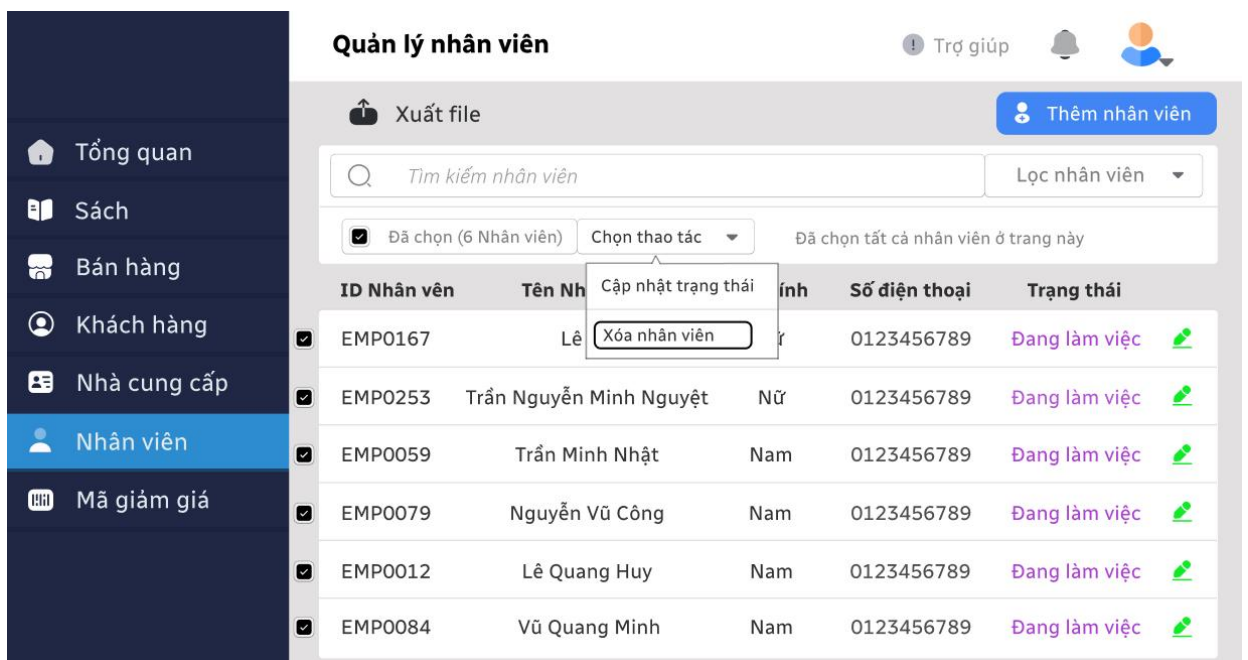 Quản lý nhân viên
Trợ giúp
Xuất file
Thêm nhân viên
Tổng quan
Sách
Bán hàng
Khách hàng
Nhà cung cấp
Nhân viên
Mã giảm giá
Tìm kiếm nhân viên
Lọc nhân viên
Đã chọn (6 Nhân viên)
Chọn thao tác
Đã chọn tất cả nhân viên ở trang này
Cập nhật trạng thái
Xóa nhân viên
ID Nhân vên Tên Nh ính Số điện thoại Trạng thái
EMP0167 Lê 0123456789 Đang làm việc
EMP0253 Trần Nguyễn Minh Nguyệt Nữ 0123456789 Đang làm việc
EMP0059 Trần Minh Nhật Nam 0123456789 Đang làm việc
EMP0079 Nguyễn Vũ Công Nam 0123456789 Đang làm việc
EMP0012 Lê Quang Huy Nam 0123456789 Đang làm việc
EMP0084 Vũ Quang Minh Nam 0123456789 Đang làm việc